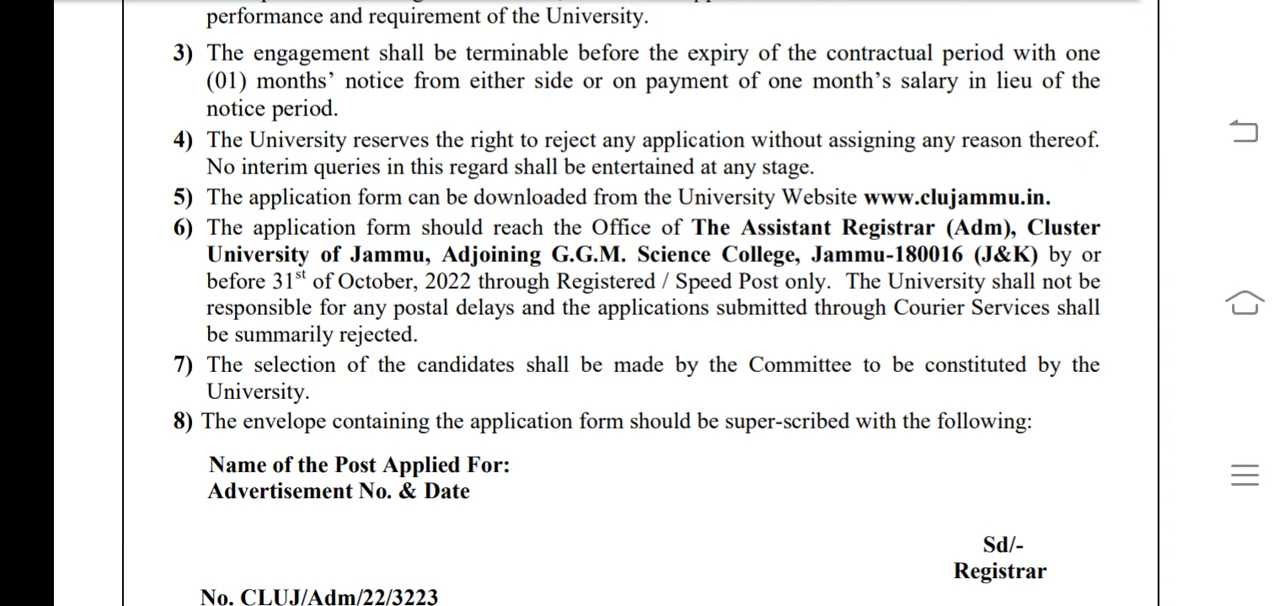 performance and requirement of the University.
3) The engagement shall be terminable before the expiry of the contractual period with one
(01) months’ notice from either side or on payment of one month’s salary in lieu of the
notice period.
4) The University reserves the right to reject any application without assigning any reason thereof.
No interim queries in this regard shall be entertained at any stage.
5) The application form can be downloaded from the University Website www.clujammu.in.
6) The application form should reach the Office of The Assistant Registrar (Adm), Cluster
University of Jammu, Adjoining G.G.M. Science College, Jammu-180016 (J&K) by or
before 31st of October, 2022 through Registered / Speed Post only. The University shall not be
responsible for any postal delays and the applications submitted through Courier Services shall
be summarily rejected.
7) The selection of the candidates shall be made by the Committee to be constituted by the
University.
8) The envelope containing the application form should be super-scribed with the following:
Name of the Post Applied For:
Advertisement No. & Date
Sd/-
Registrar
No. CLUJ/Adm/22/3223